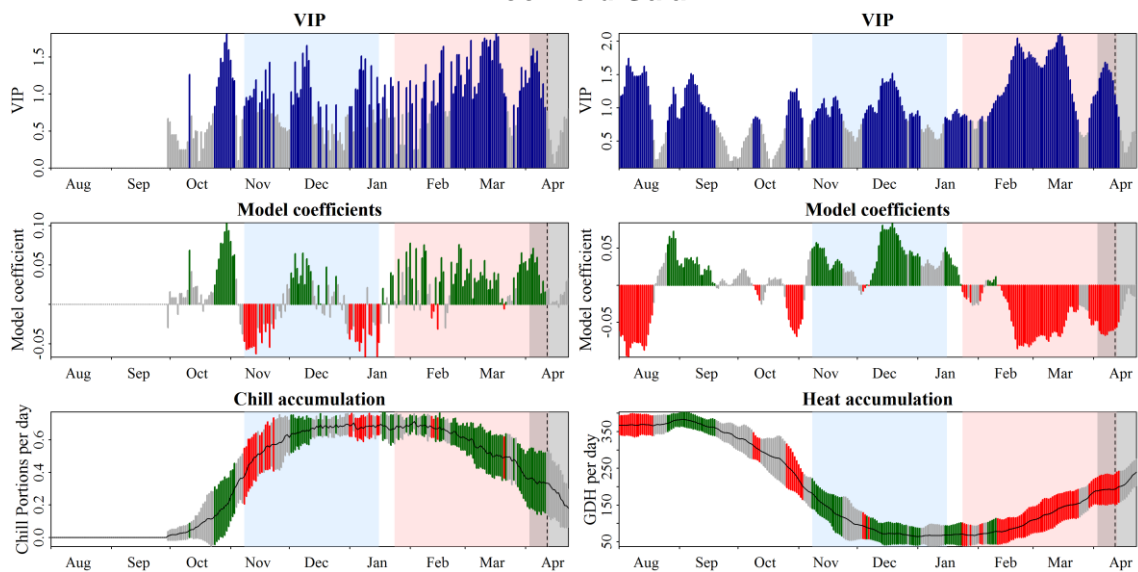 VIP
VIP
VIP
0.0 0.5 1.0 1.5
Aug Sep Oct Nov Dec Jan Feb Mar Apr
VIP
0.5 1.0 1.5 2.0
Aug Sep Oct Nov Dec Jan Feb Mar Apr
Model coefficients
Model coefficients
Model coefficient
-0.05 0.00 0.05 0.10
Aug Sep Oct Nov Dec Jan Feb Mar Apr
Model coefficient
-0.05 0.00 0.05
Aug Sep Oct Nov Dec Jan Feb Mar Apr
Chill accumulation
Heat accumulation
Chill Portions per day
0.0 0.2 0.4 0.6
Aug Sep Oct Nov Dec Jan Feb Mar Apr
GDH per day
50 150 250 350
Aug Sep Oct Nov Dec Jan Feb Mar Apr